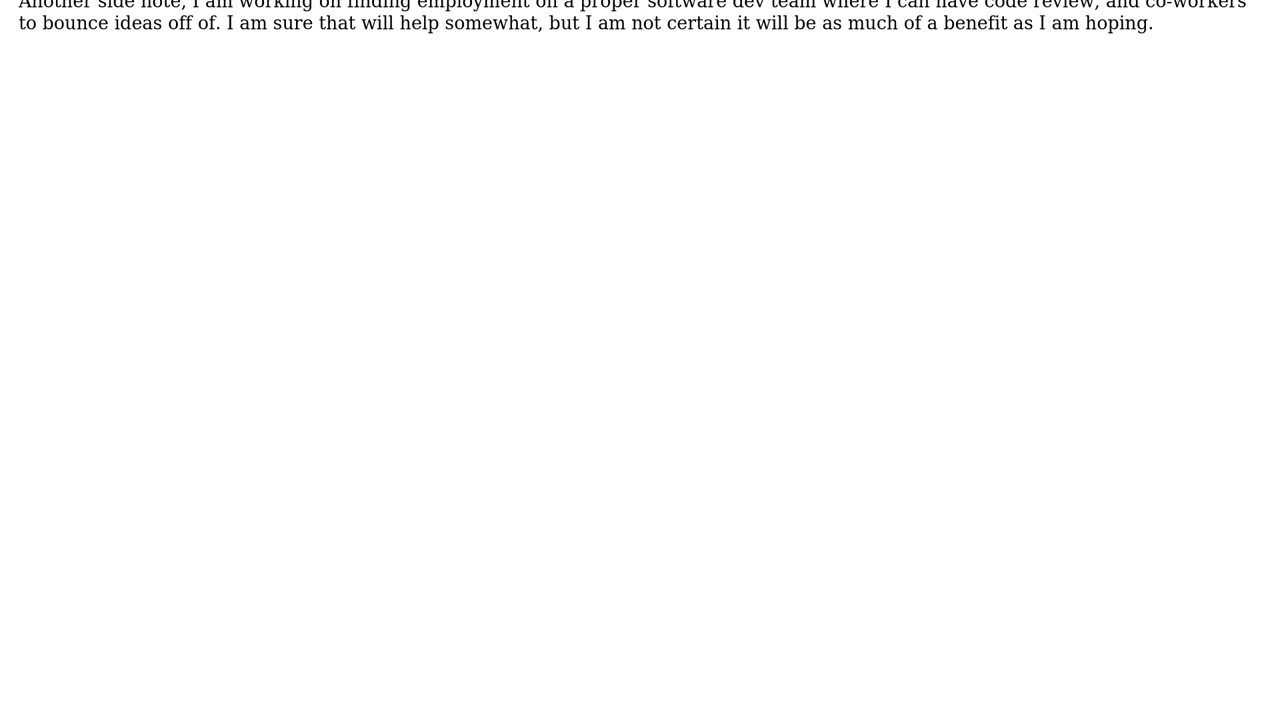 Another side note, I am working on finding employment on a proper software dev team where I can have code review, and co-workers
to bounce ideas off of. I am sure that will help somewhat, but I am not certain it will be as much of a benefit as I am hoping.